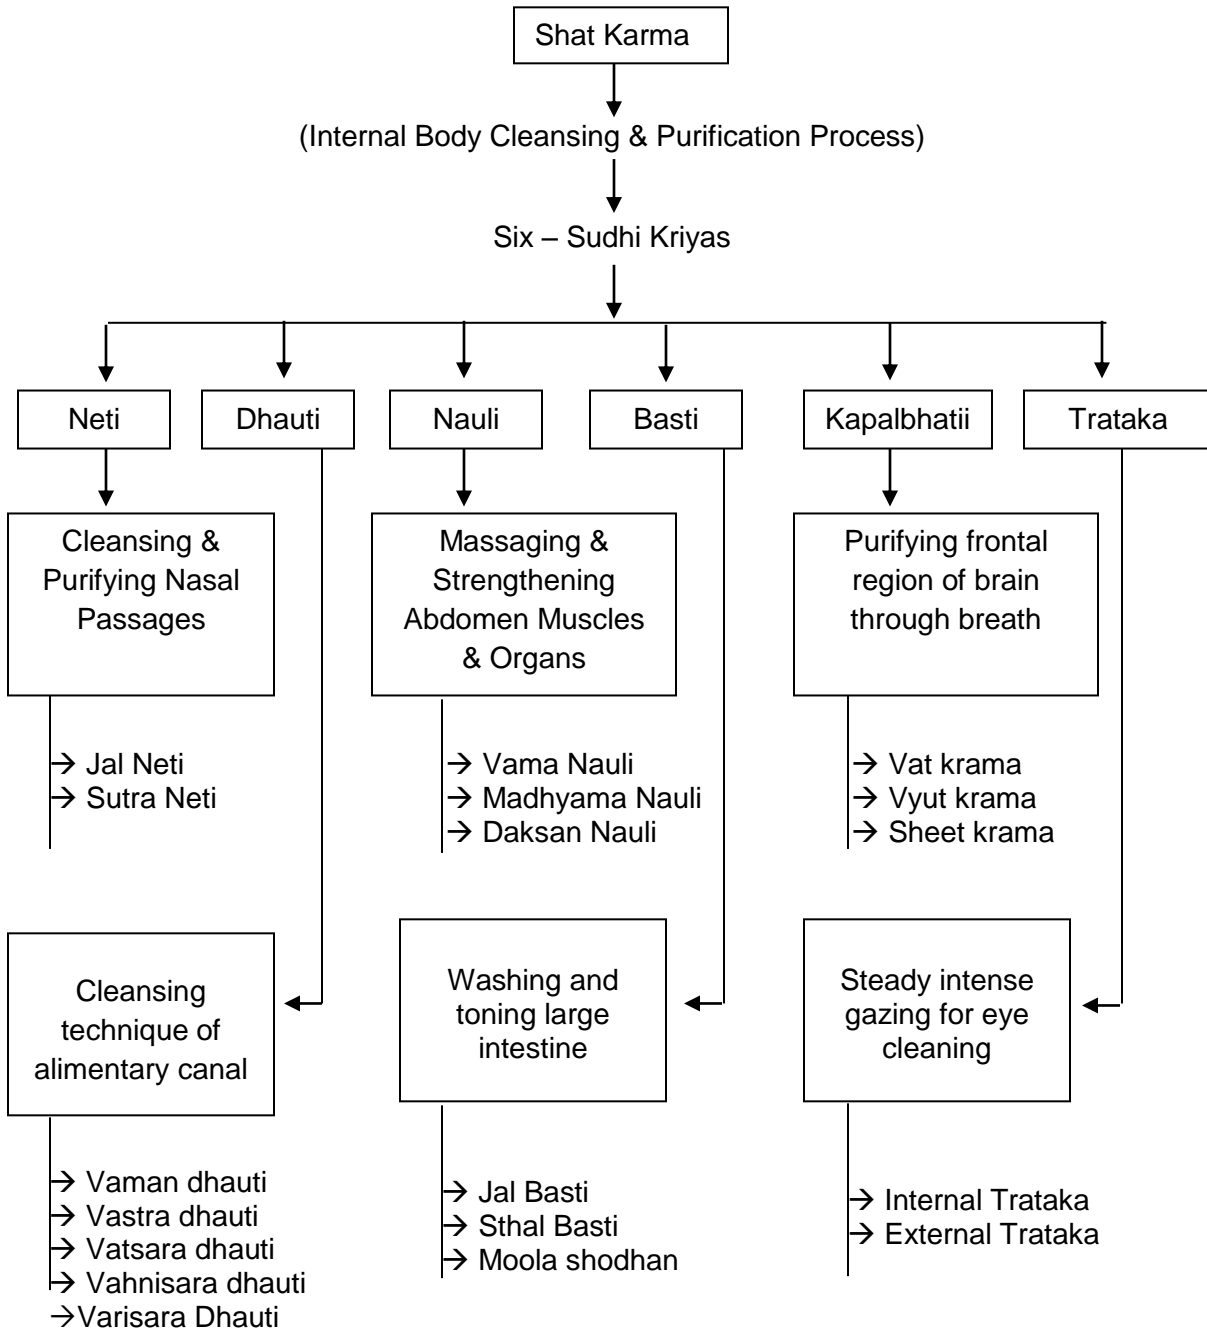 Shat Karma
(Internal Body Cleansing & Purification Process)
Six – Sudhi Kriyas
Neti
Dhauti
Nauli
Basti
Kapalbhatii
Trataka
Cleansing &
Purifying Nasal
Passages
Massaging &
Strengthening
Abdomen Muscles
& Organs
Purifying frontal
region of brain
through breath
→ Jal Neti
→ Sutra Neti
→ Vama Nauli
→ Madhyama Nauli
→ Daksan Nauli
→ Vat krama
→ Vyut krama
→ Sheet krama
Cleansing
technique of
alimentary canal
Washing and
toning large
intestine
Steady intense
gazing for eye
cleaning
→ Vaman dhauti
→ Vastra dhauti
→ Vatsara dhauti
→ Vahnisara dhauti
→Varisara Dhauti
→ Jal Basti
→ Sthal Basti
→ Moola shodhan
→ Internal Trataka
→ External Trataka